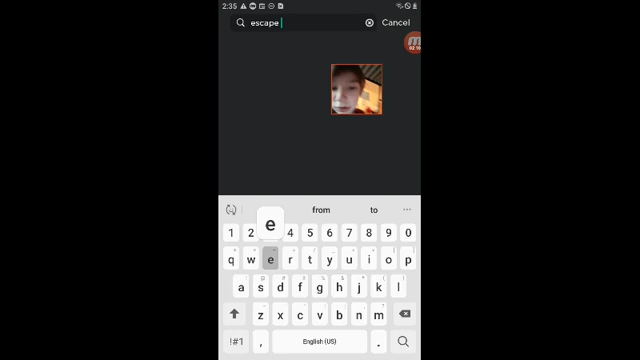 2:35
escape
Cancel
from to
e
1 2 4 5 6 7 8 9 0
q w e r t y u i o p
a s d f g h j k l
z x c v b n m
!#1 , English (US) .